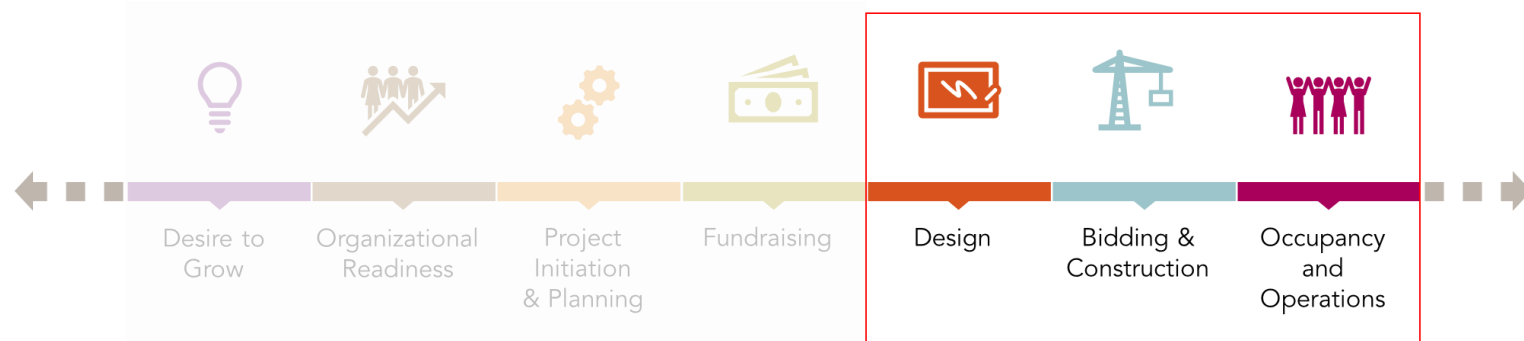 Desire to
Grow
Organizational
Readiness
Project
Initiation
& Planning
Fundraising
Design
Bidding &
Construction
Occupancy
and
Operations